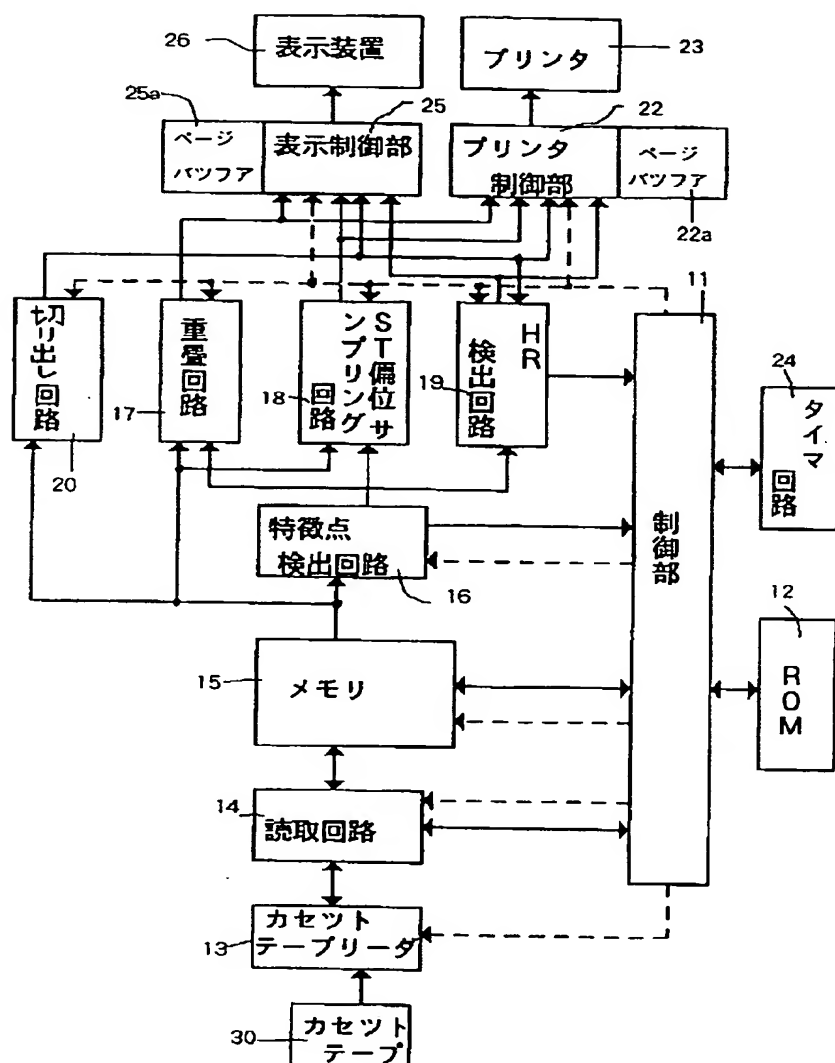 26
表示装置
プリンタ
23
25a
25
22
ページ
バツフア
表示制御部
プリンタ
制御部
ページ
バツフア
22a
11
切り出し回路
20
重畳回路
17
ST偏位サ
ンプリング
回路
18
HR
検出回路
19
24
タイマ
回路
特徴点
検出回路
16
制御部
12
ROM
15
メモリ
14
読取回路
カセツト
テープリーダ
13
30
カセツト
テープ